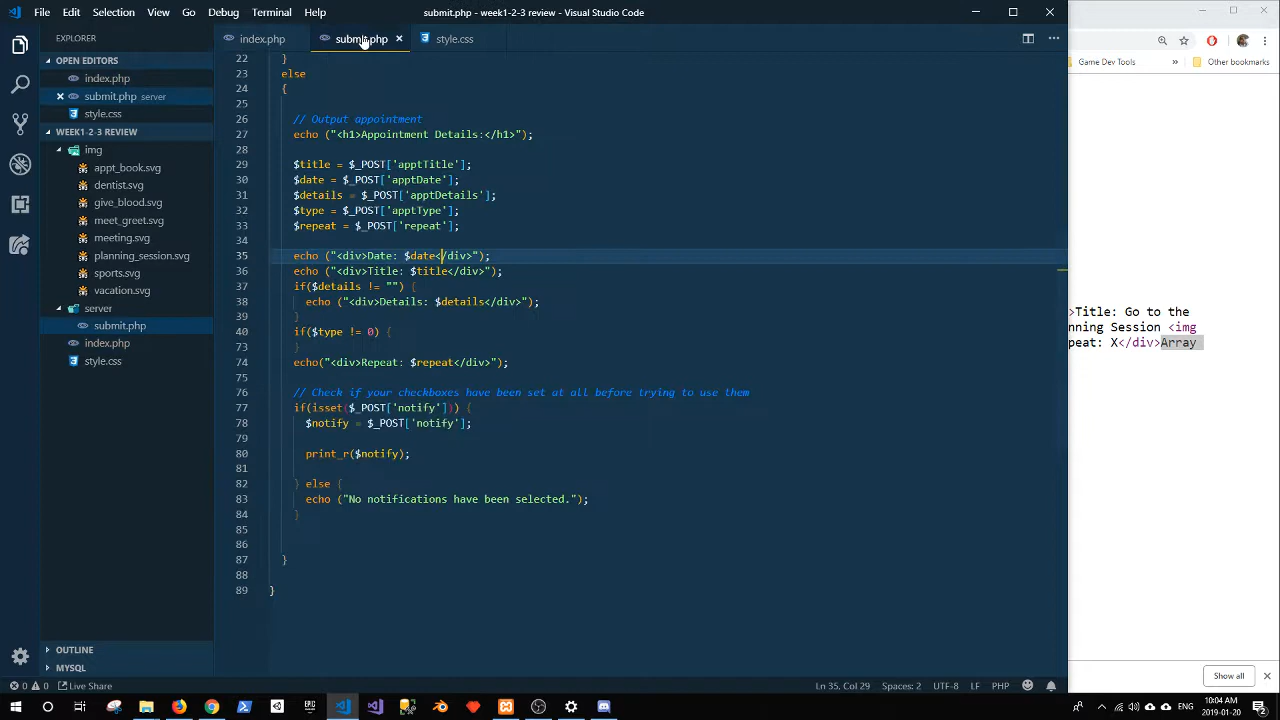 File Edit Selection View Go Debug Terminal Help
submit.php - week1-2-3 review - Visual Studio Code
EXPLORER
index.php
submit.php
style.css
OPEN EDITORS
index.php
submit.php server
style.css
WEEK1-2-3 REVIEW
img
appt_book.svg
dentist.svg
give_blood.svg
meet_greet.svg
meeting.svg
planning_session.svg
sports.svg
vacation.svg
server
submit.php
index.php
style.css
OUTLINE
MYSQL
22 }
23 else
24 {
25
26 // Output appointment
27 echo ("<h1>Appointment Details:</h1>");
28
29 $title = $_POST['apptTitle'];
30 $date = $_POST['apptDate'];
31 $details = $_POST['apptDetails'];
32 $type = $_POST['apptType'];
33 $repeat = $_POST['repeat'];
34
35 echo ("<div>Date: $date</div>");
36 echo ("<div>Title: $title</div>");
37 if($details != "") {
38 echo ("<div>Details: $details</div>");
39 }
40 if($type != 0) {
73 }
74 echo("<div>Repeat: $repeat</div>");
75
76 // Check if your checkboxes have been set at all before trying to use them
77 if(isset($_POST['notify'])) {
78 $notify = $_POST['notify'];
79
80 print_r($notify);
81
82 } else {
83 echo ("No notifications have been selected.");
84 }
85
86
87 }
88
89 }
Game Dev Tools
»
Other bookmarks
>Title: Go to the
nning Session <img
peat: X</div>Array
Show all
0 0 Live Share
Ln 35, Col 29 Spaces: 2 UTF-8 LF PHP
ENG
10:04 AM
2019-01-20
2